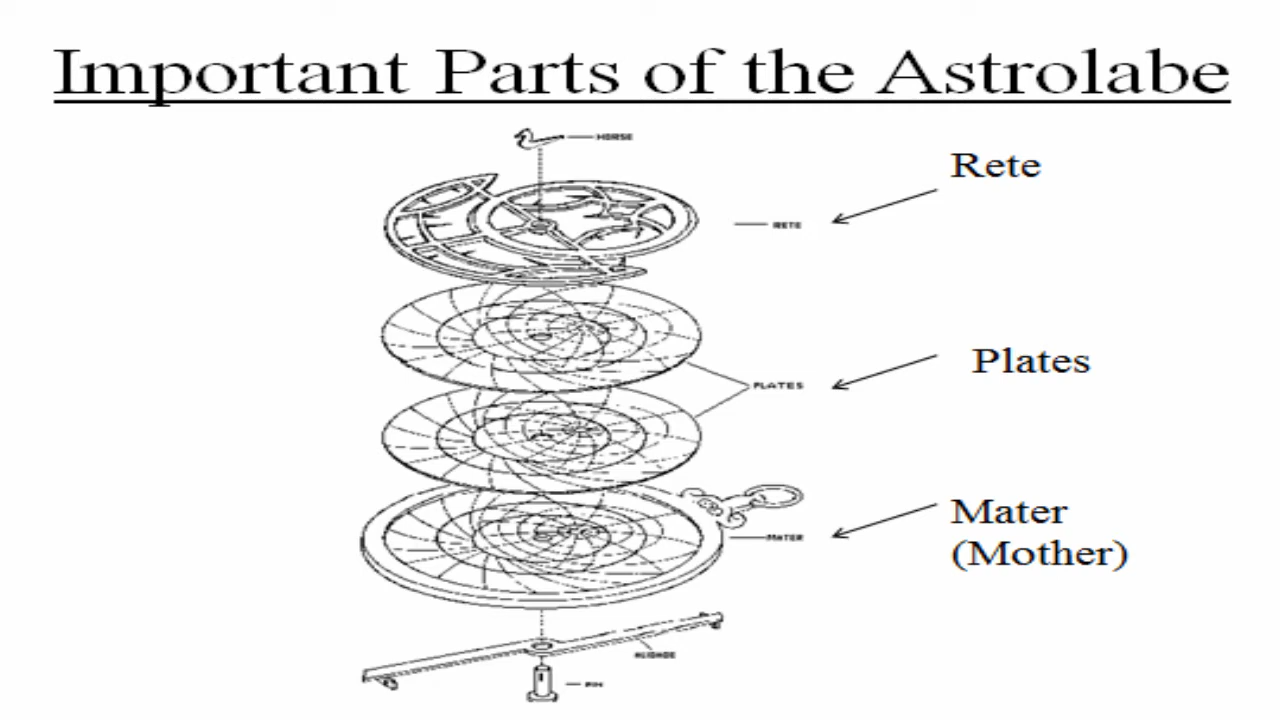 Important Parts of the Astrolabe
HORSE
Rete
RETE
Plates
PLATES
Mater
(Mother)
MATER
ALIDADE
PIN